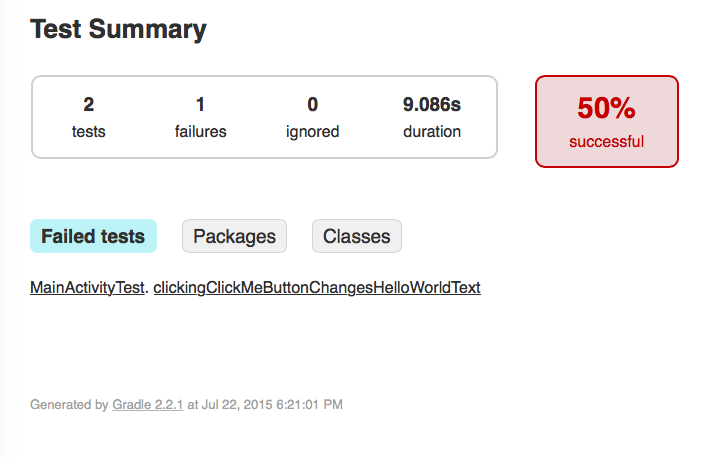 Test Summary
2 1 0 9.086s
tests failures ignored duration
50%
successful
Failed tests Packages Classes
MainActivityTest. clickingClickMeButtonChangesHelloWorldText
Generated by Gradle 2.2.1 at Jul 22, 2015 6:21:01 PM